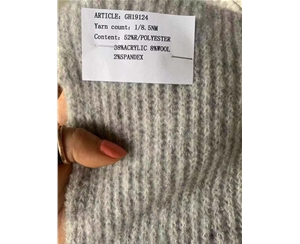 ARTICLE: GH19124
Yarn count: 1/8.5NM
Content: 52%R/POLYESTER
38%ACRYLIC 8%WOOL
2%SPANDEX